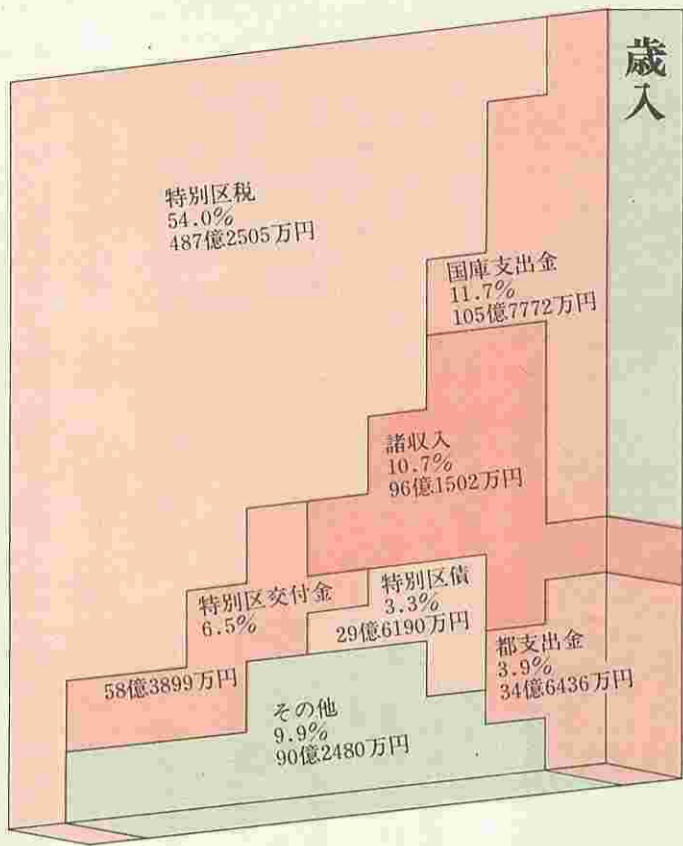 歳入
特別区税
54.0%
487億2505万円
国庫支出金
11.7%
105億7772万円
諸収入
10.7%
96億1502万円
特別区交付金
6.5%
58億3899万円
特別区債
3.3%
29億6190万円
都支出金
3.9%
34億6436万円
その他
9.9%
90億2480万円